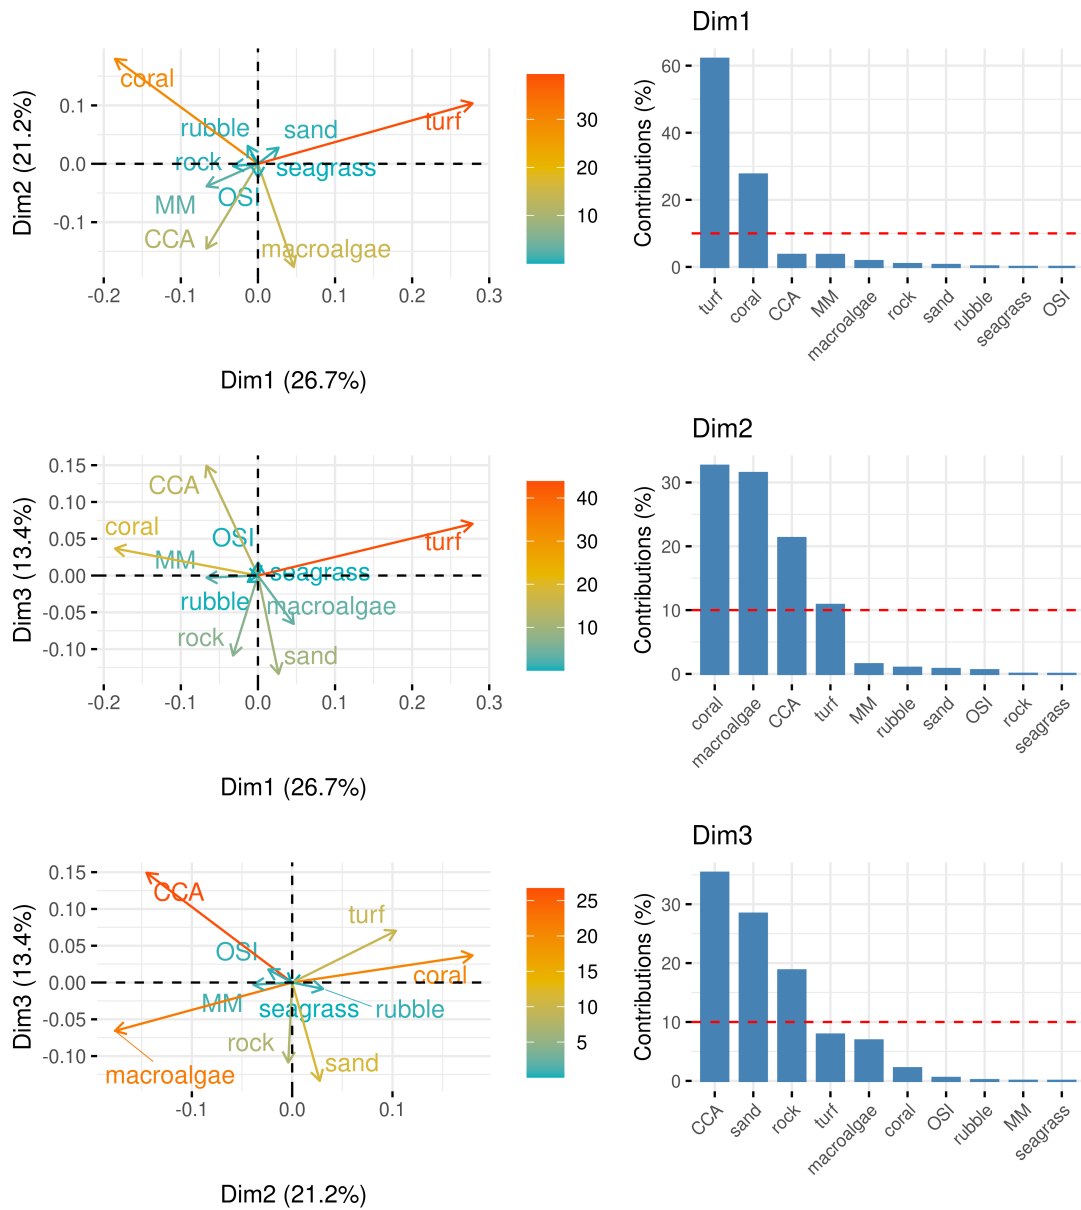 Dim1
coral
turf
rubble
sand
rock
seagrass
MM
OSI
CCA
macroalgae
Dim2 (21.2%)
0.1
0.0
-0.1
-0.2 -0.1 0.0 0.1 0.2 0.3
Dim1 (26.7%)
30
20
10
Contributions (%)
60
40
20
0
turf coral CCA MM macroalgae rock sand rubble seagrass OSI
Dim2
CCA
coral
OSI
turf
MM
seagrass
rubble
macroalgae
rock
sand
Dim3 (13.4%)
0.15
0.10
0.05
0.00
-0.05
-0.10
-0.2 -0.1 0.0 0.1 0.2 0.3
Dim1 (26.7%)
40
30
20
10
Contributions (%)
30
20
10
0
coral macroalgae CCA turf MM rubble sand OSI rock seagrass
Dim3
CCA
turf
OSI
coral
MM
seagrass
rubble
rock
sand
macroalgae
Dim3 (13.4%)
0.15
0.10
0.05
0.00
-0.05
-0.10
-0.1 0.0 0.1
Dim2 (21.2%)
25
20
15
10
5
Contributions (%)
30
20
10
0
CCA sand rock turf macroalgae coral OSI rubble MM seagrass